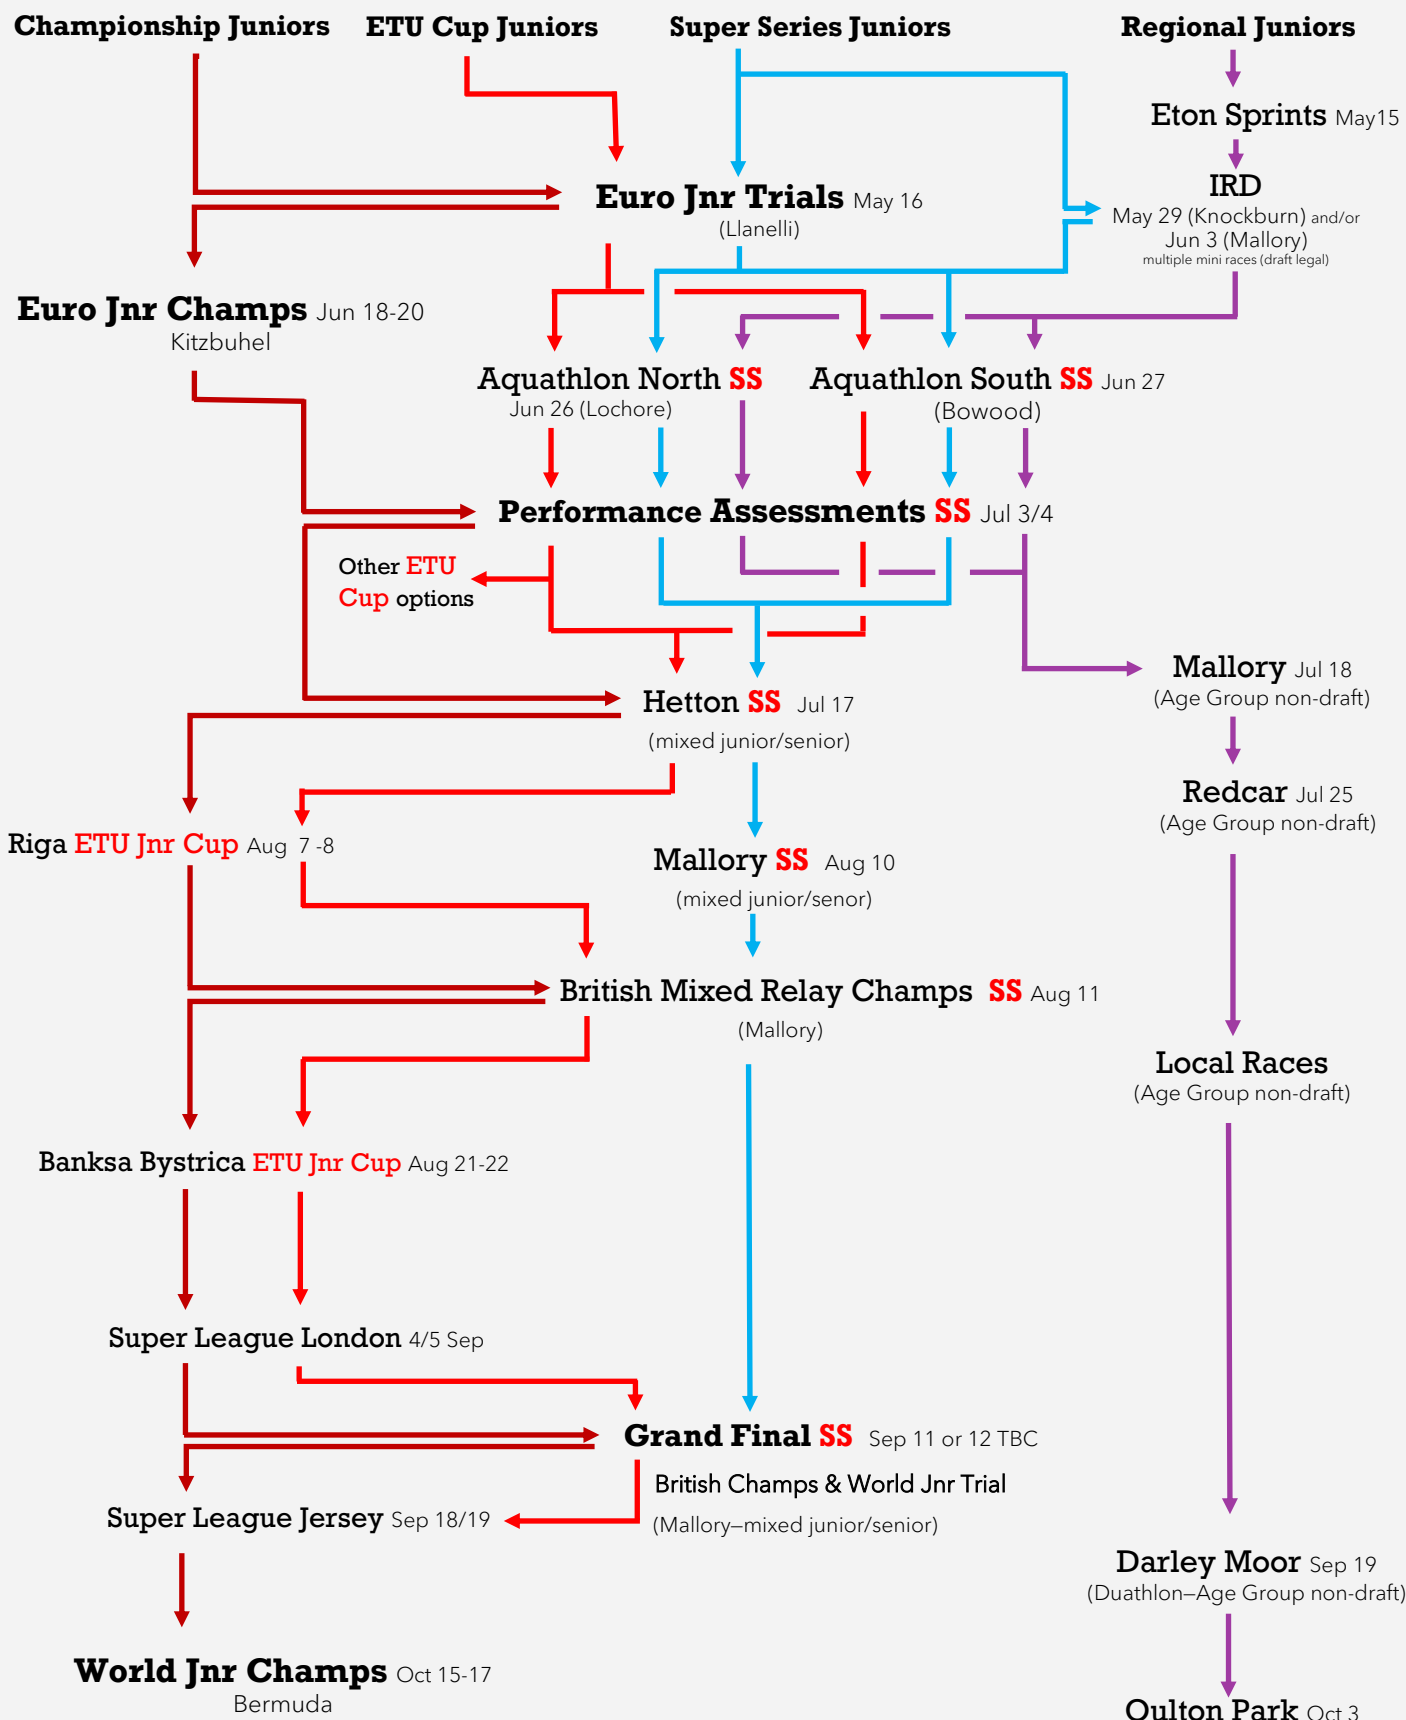 Championship Juniors
ETU Cup Juniors
Super Series Juniors
Regional Juniors
Eton Sprints May15
IRD
May 29 (Knockburn) and/or
Jun 3 (Mallory)
multiple mini races (draft legal)
Euro Jnr Trials May 16
(Llanelli)
Euro Jnr Champs Jun 18-20
Kitzbuhel
Aquathlon North SS
Jun 26 (Lochore)
Aquathlon South SS Jun 27
(Bowood)
Performance Assessments SS Jul 3/4
Other ETU
Cup options
Hetton SS Jul 17
(mixed junior/senior)
Mallory Jul 18
(Age Group non-draft)
Redcar Jul 25
(Age Group non-draft)
Riga ETU Jnr Cup Aug 7 -8
Mallory SS Aug 10
(mixed junior/senor)
British Mixed Relay Champs SS Aug 11
(Mallory)
Local Races
(Age Group non-draft)
Banksa Bystrica ETU Jnr Cup Aug 21-22
Super League London 4/5 Sep
Grand Final SS Sep 11 or 12 TBC
British Champs & World Jnr Trial
(Mallory—mixed junior/senior)
Super League Jersey Sep 18/19
Darley Moor Sep 19
(Duathlon—Age Group non-draft)
World Jnr Champs Oct 15-17
Bermuda
Oulton Park Oct 3